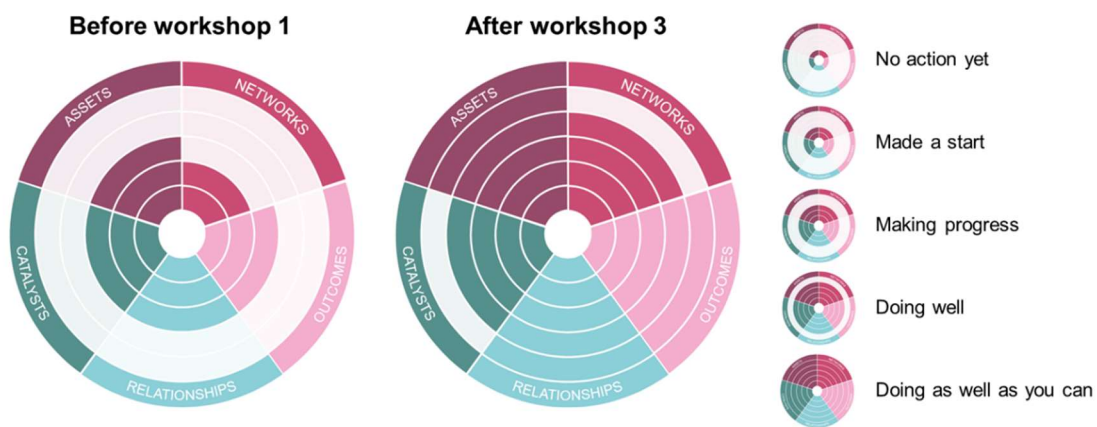 Before workshop 1
ASSETS
NETWORKS
CATALYSTS
OUTCOMES
RELATIONSHIPS
After workshop 3
ASSETS
NETWORKS
CATALYSTS
OUTCOMES
RELATIONSHIPS
No action yet
Made a start
Making progress
Doing well
Doing as well as you can